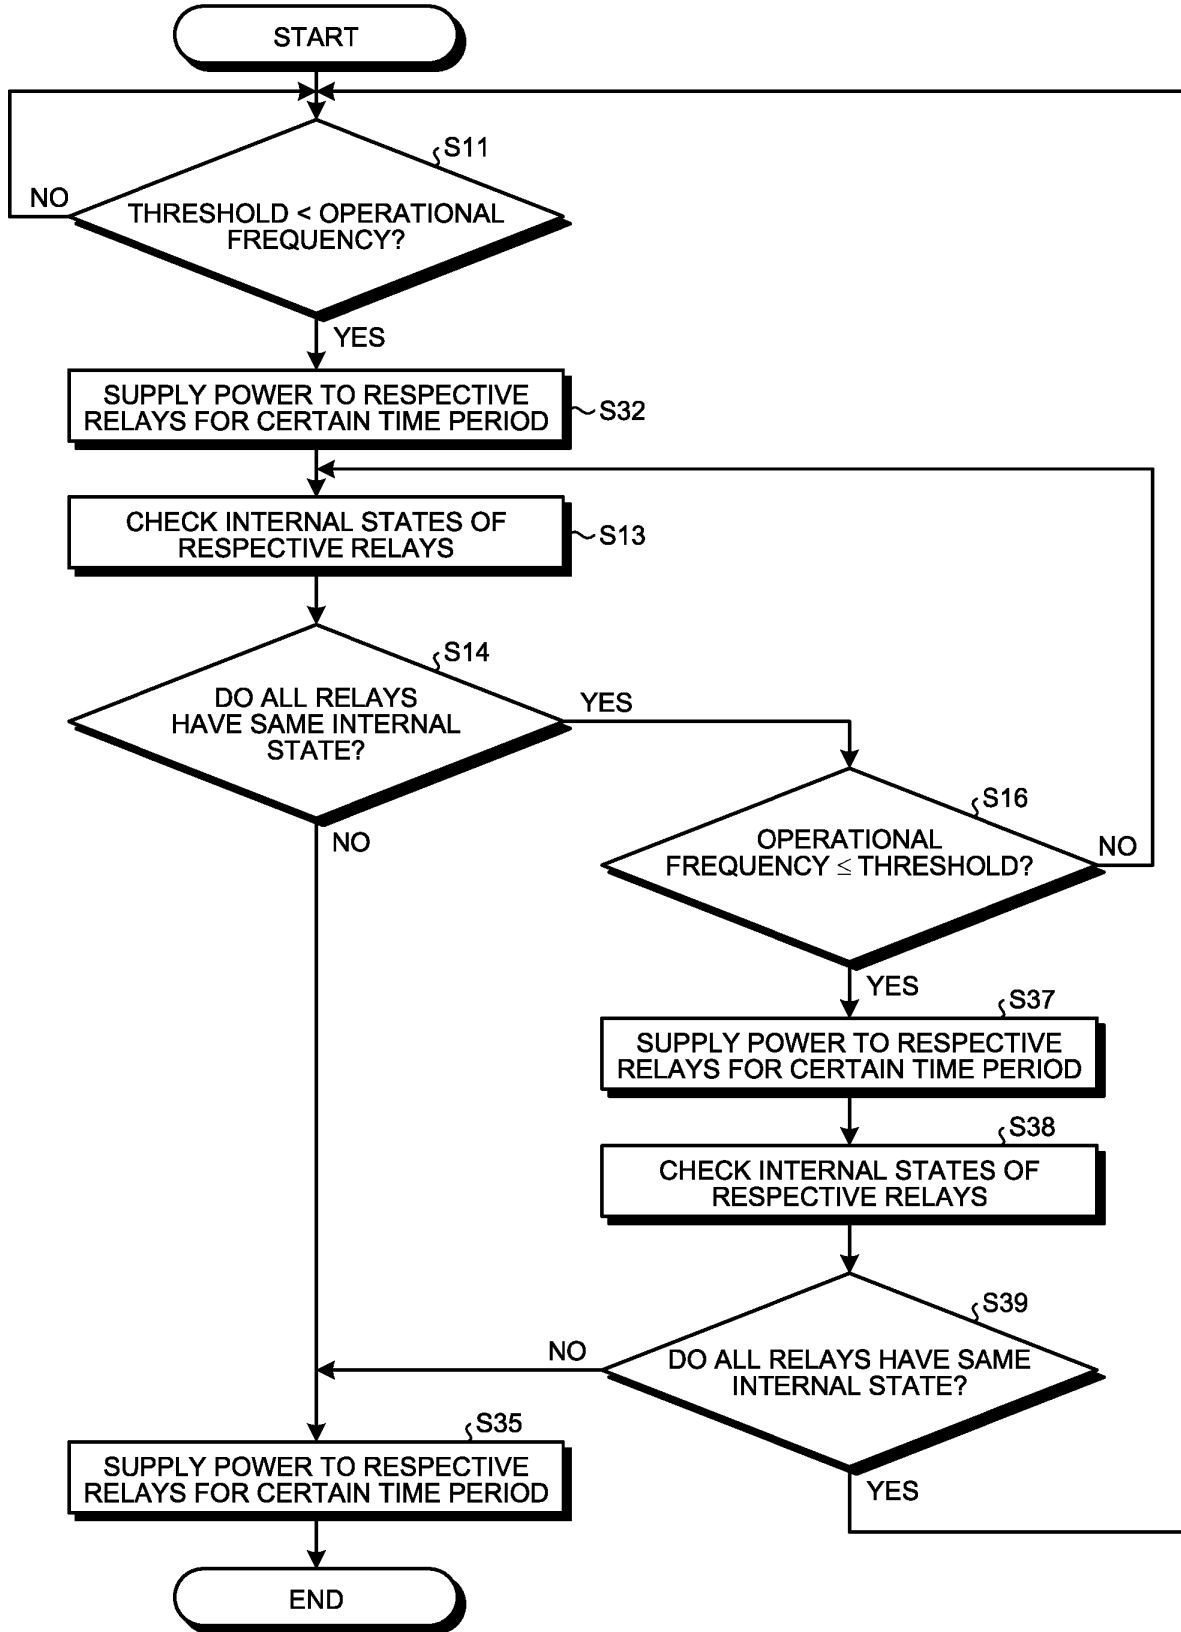 START
S11
NO
THRESHOLD < OPERATIONAL
FREQUENCY?
YES
SUPPLY POWER TO RESPECTIVE
RELAYS FOR CERTAIN TIME PERIOD
S32
CHECK INTERNAL STATES OF
RESPECTIVE RELAYS
S13
S14
DO ALL RELAYS
HAVE SAME INTERNAL
STATE?
YES
NO
S16
OPERATIONAL
FREQUENCY ≤ THRESHOLD?
NO
YES
S37
SUPPLY POWER TO RESPECTIVE
RELAYS FOR CERTAIN TIME PERIOD
S38
CHECK INTERNAL STATES OF
RESPECTIVE RELAYS
S39
NO
DO ALL RELAYS HAVE SAME
INTERNAL STATE?
YES
S35
SUPPLY POWER TO RESPECTIVE
RELAYS FOR CERTAIN TIME PERIOD
END